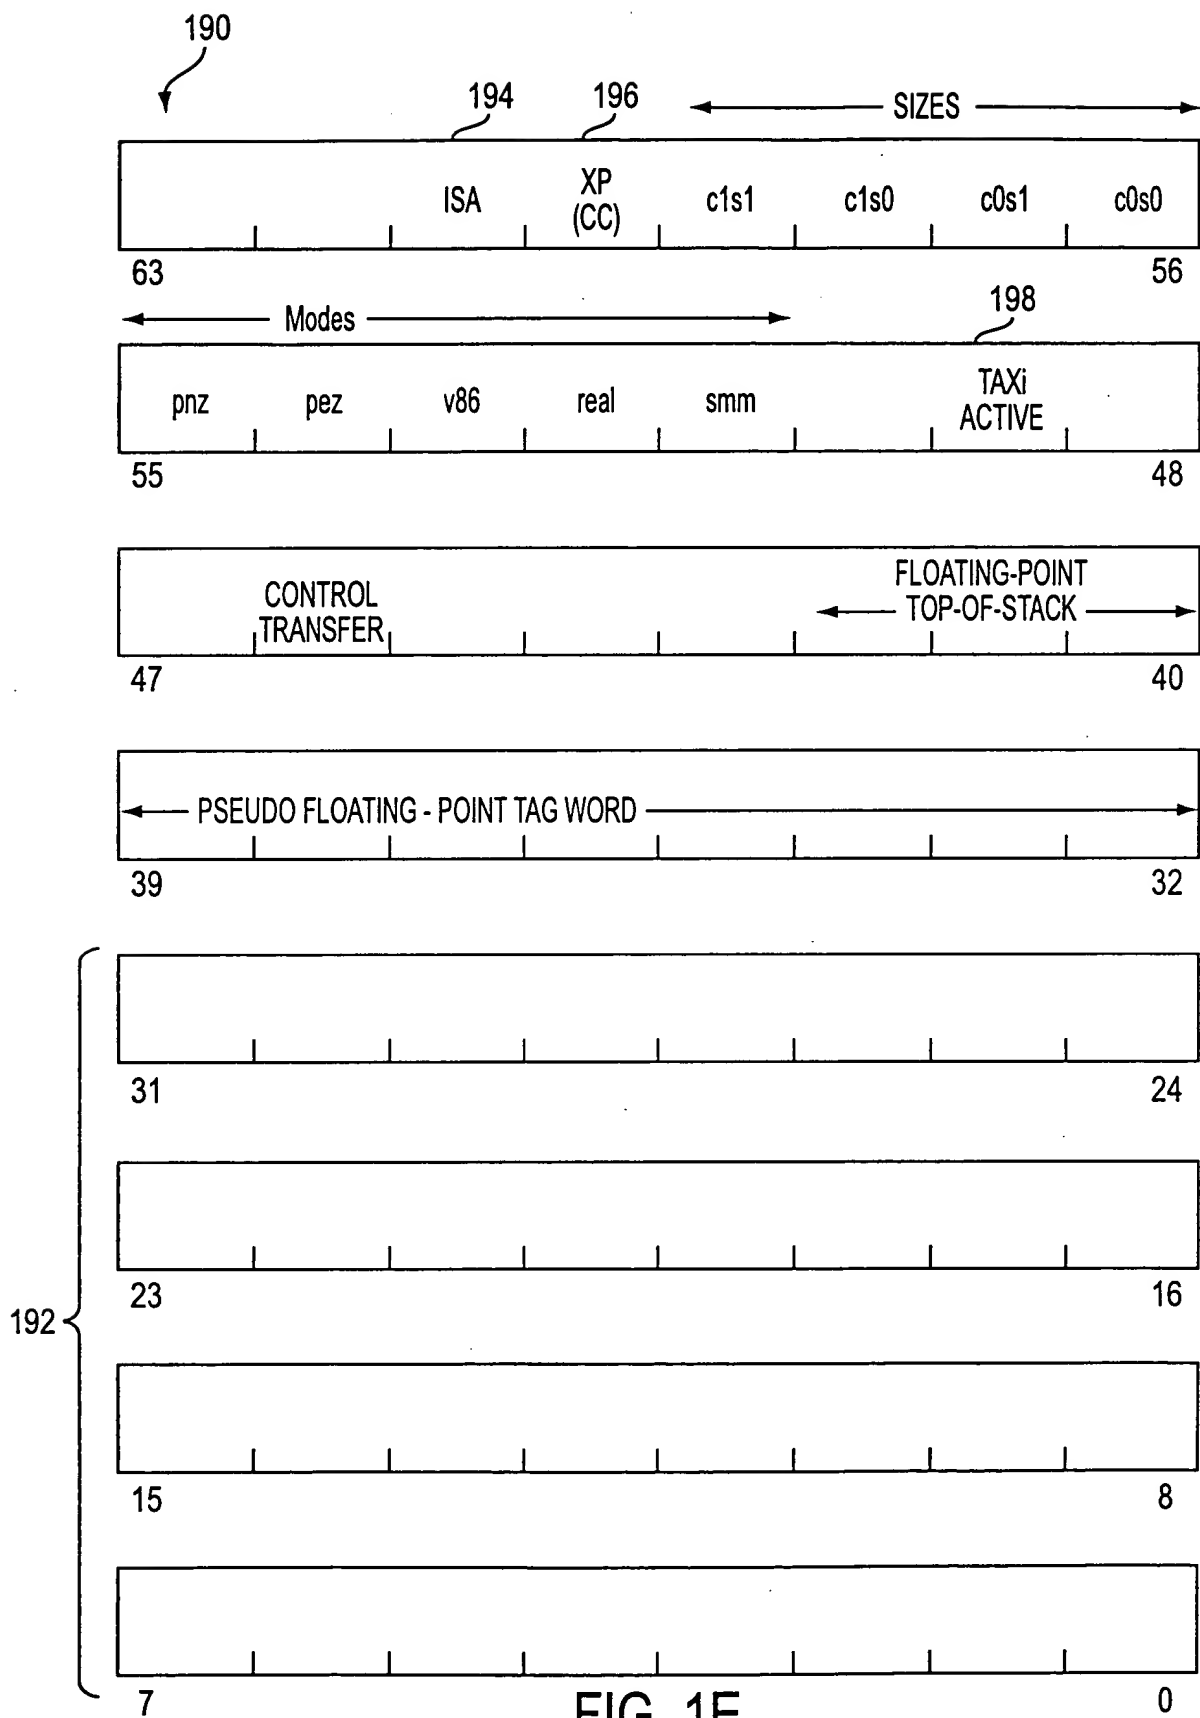 190
194
196
SIZES
ISA
XP
(CC)
c1s1
c1s0
c0s1
c0s0
63
56
Modes
198
pnz
pez
v86
real
smm
TAXi
ACTIVE
55
48
CONTROL
TRANSFER
FLOATING-POINT
TOP-OF-STACK
47
40
PSEUDO FLOATING - POINT TAG WORD
39
32
31
24
23
16
192
15
8
7
0